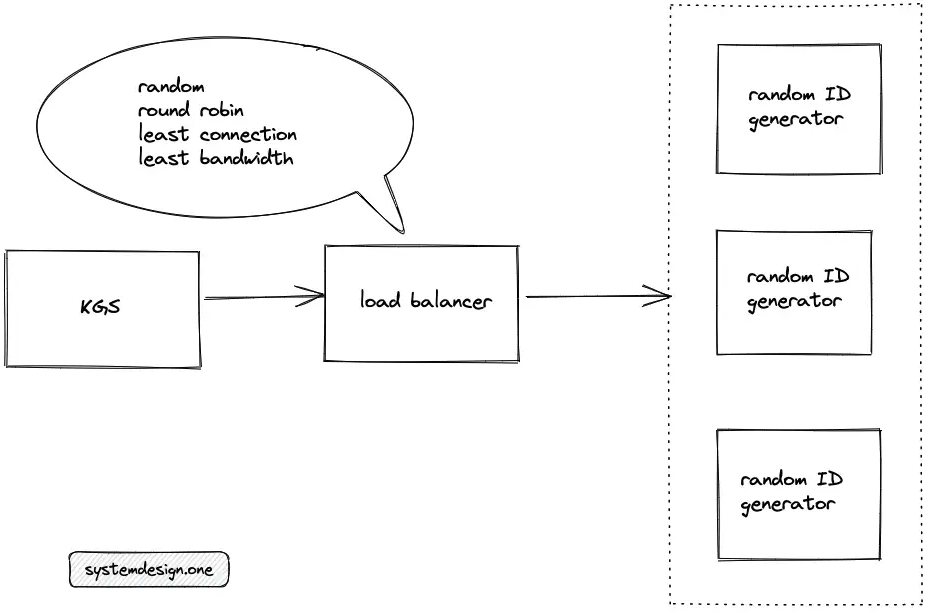 random
round robin
least connection
least bandwidth
KGS
load balancer
random ID
generator
random ID
generator
random ID
generator
systemdesign.one